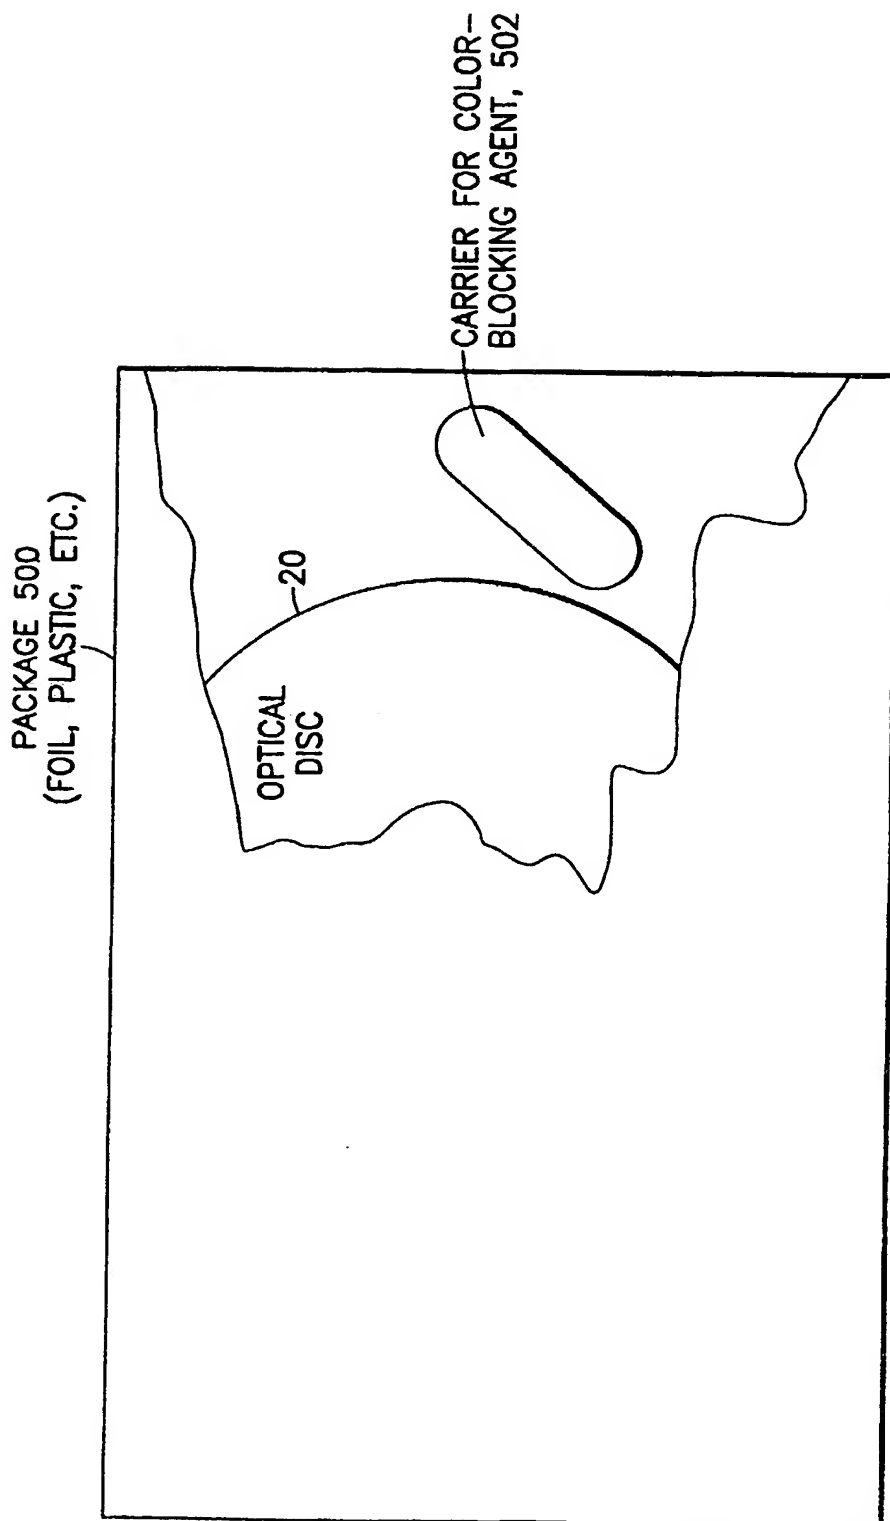 PACKAGE 500
(FOIL, PLASTIC, ETC.)
20
OPTICAL
DISC
CARRIER FOR COLOR-
BLOCKING AGENT, 502